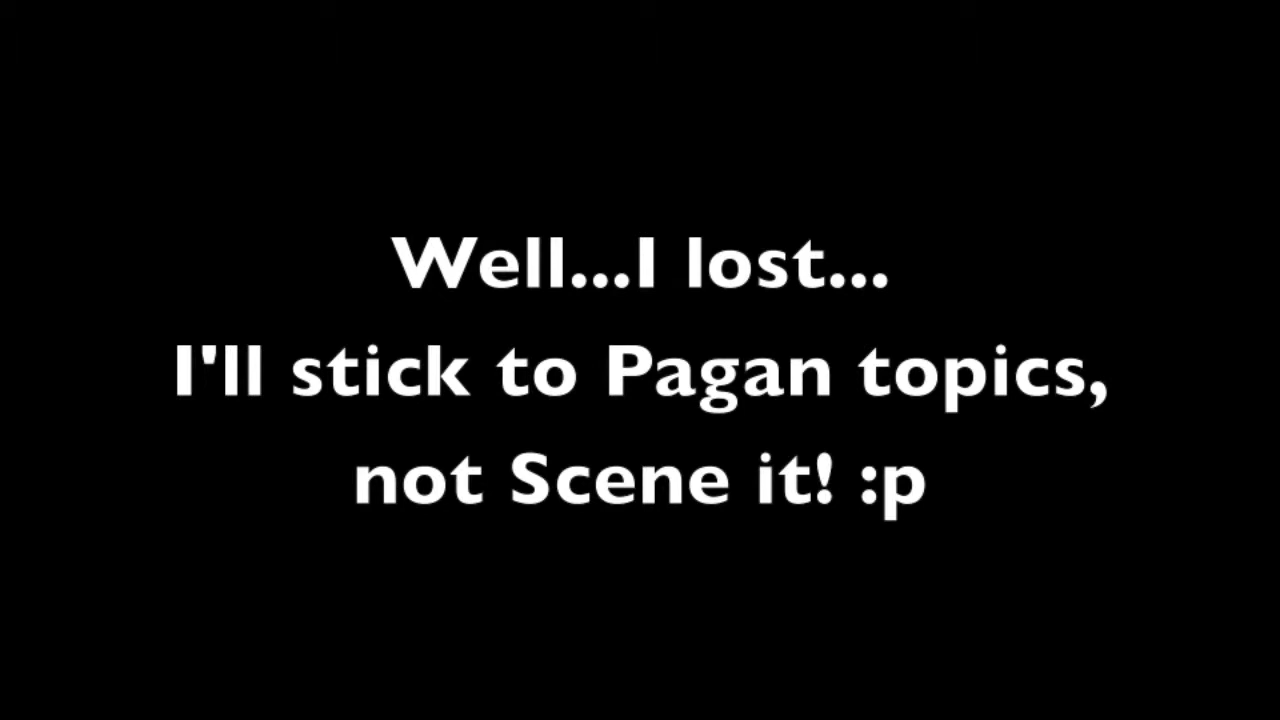 Well...I lost...
I'll stick to Pagan topics,
not Scene it! :p